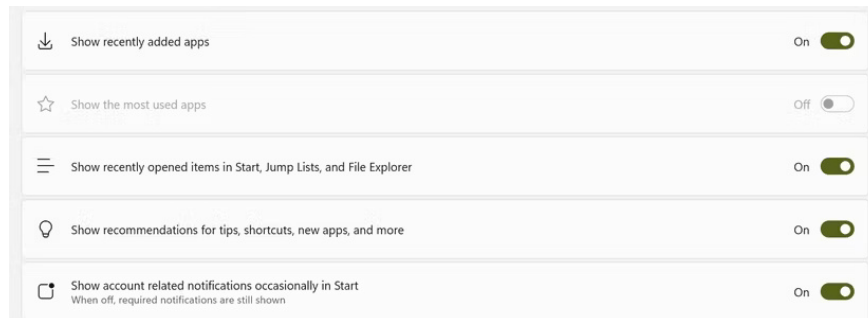 Show recently added apps On
Show the most used apps Off
Show recently opened items in Start, Jump Lists, and File Explorer On
Show recommendations for tips, shortcuts, new apps, and more On
Show account related notifications occasionally in Start
When off, required notifications are still shown On